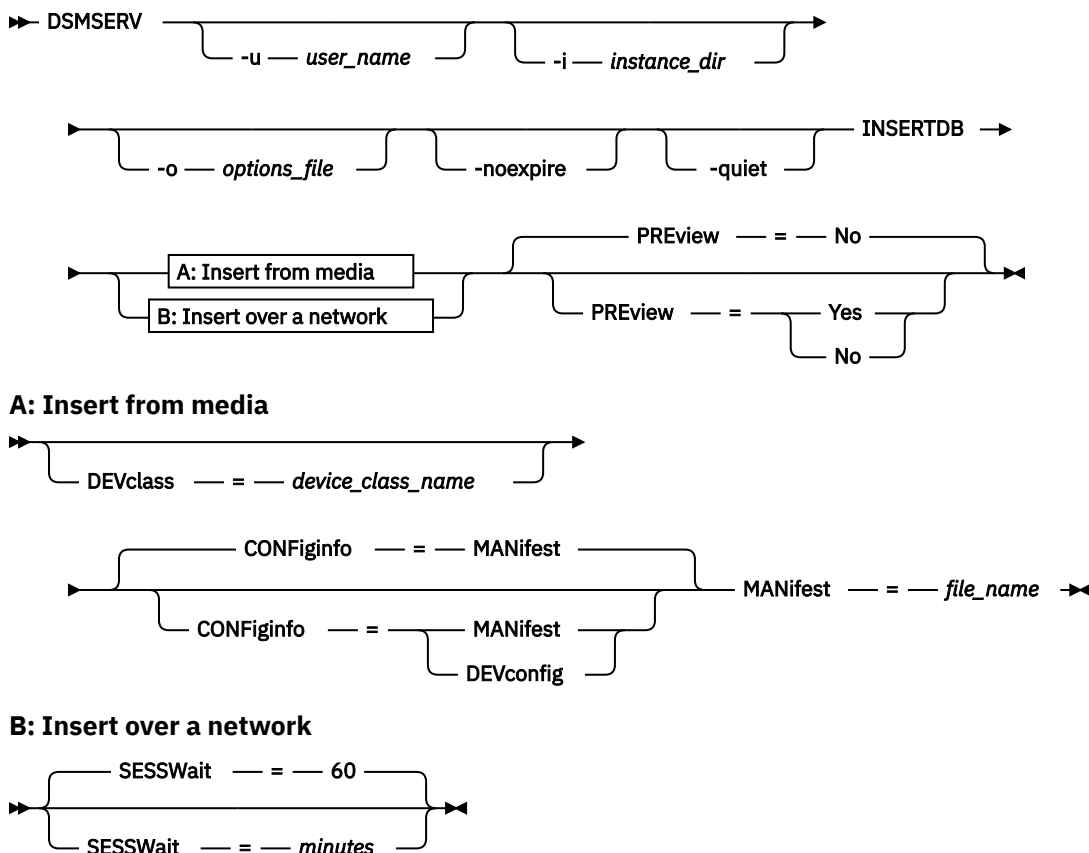 DSMSERV
-u user_name
-i instance_dir
INSERTDB
-o options_file
-noexpire
-quiet
PREview = No
A: Insert from media
B: Insert over a network
PREview = Yes
No
A: Insert from media
DEVclass = device_class_name
CONFiginfo = MANifest
MANifest = file_name
CONFiginfo = MANifest
DEVconfig
B: Insert over a network
SESSWait = 60
SESSWait = minutes